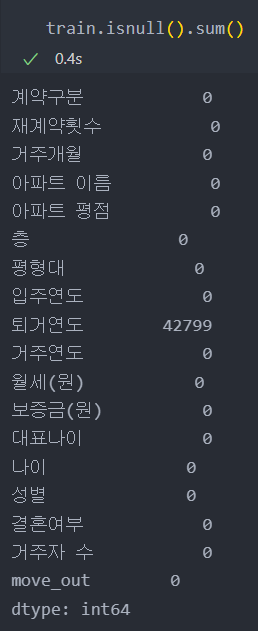 train.isnull().sum()
✓ 0.4s
계약구분 0
재계약횟수 0
거주개월 0
아파트 이름 0
아파트 평점 0
층 0
평형대 0
입주연도 0
퇴거연도 42799
거주연도 0
월세(원) 0
보증금(원) 0
대표나이 0
나이 0
성별 0
결혼여부 0
거주자 수 0
move_out 0
dtype: int64